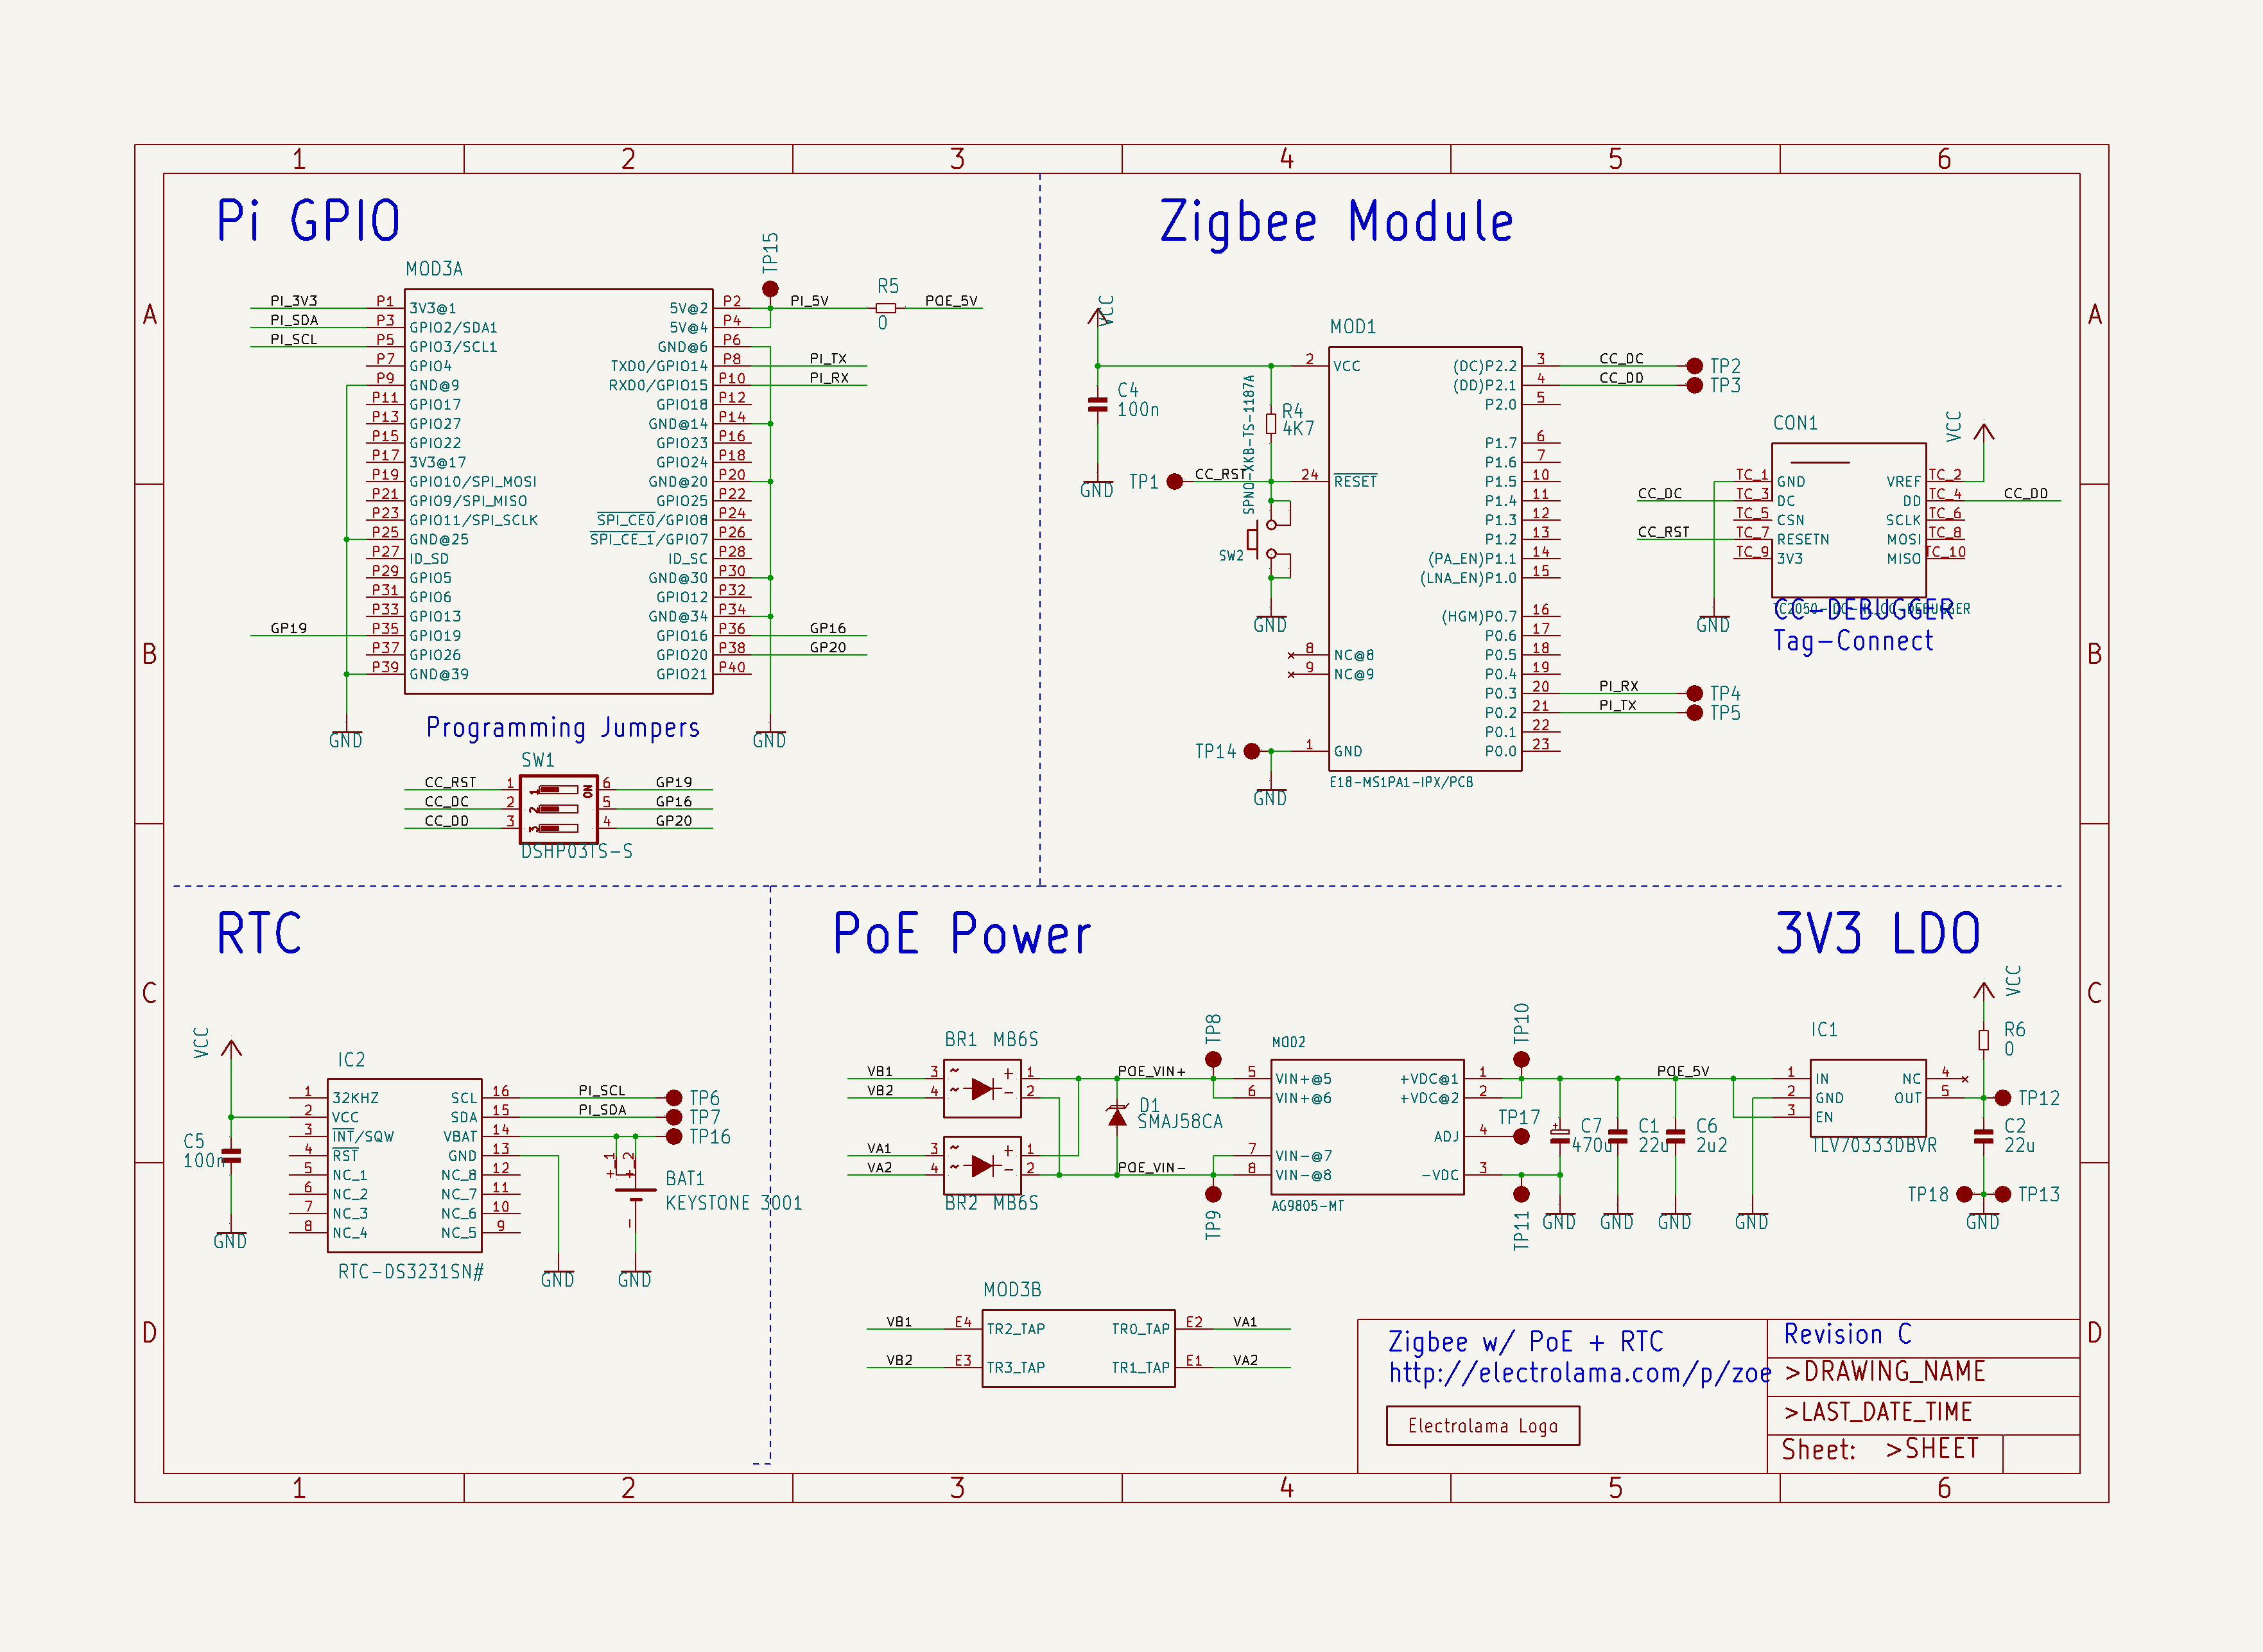 1 2 3 4 5 6
A
B
C
D
A
B
C
D
Pi GPIO
MOD3A
TP15
R5
0
PI_3V3
PI_SDA
PI_SCL
GP19
PI_5V
POE_5V
PI_TX
PI_RX
GP16
GP20
P1 3V3@1
P3 GPIO2/SDA1
P5 GPIO3/SCL1
P7 GPIO4
P9 GND@9
P11 GPIO17
P13 GPIO27
P15 GPIO22
P17 3V3@17
P19 GPIO10/SPI_MOSI
P21 GPIO9/SPI_MISO
P23 GPIO11/SPI_SCLK
P25 GND@25
P27 ID_SD
P29 GPIO5
P31 GPIO6
P33 GPIO13
P35 GPIO19
P37 GPIO26
P39 GND@39
5V@2 P2
5V@4 P4
GND@6 P6
TXD0/GPIO14 P8
RXD0/GPIO15 P10
GPIO18 P12
GND@14 P14
GPIO23 P16
GPIO24 P18
GND@20 P20
GPIO25 P22
SPI_CE0/GPIO8 P24
SPI_CE_1/GPIO7 P26
ID_SC P28
GND@30 P30
GPIO12 P32
GND@34 P34
GPIO16 P36
GPIO20 P38
GPIO21 P40
GND
GND
Programming Jumpers
SW1
CC_RST 1 1 ON 6 GP19
CC_DC 2 2 5 GP16
CC_DD 3 3 4 GP20
DSHP03TS-S
Zigbee Module
VCC
C4
100n
GND
R4
4K7
SPNO-XKB-TS-1187A
TP1
CC_RST
SW2
GND
TP14
GND
MOD1
2 VCC
24 RESET
8 NC@8
9 NC@9
1 GND
(DC)P2.2 3 CC_DC TP2
(DD)P2.1 4 CC_DD TP3
P2.0 5
P1.7 6
P1.6 7
P1.5 10
P1.4 11
P1.3 12
P1.2 13
(PA_EN)P1.1 14
(LNA_EN)P1.0 15
(HGM)P0.7 16
P0.6 17
P0.5 18
P0.4 19
P0.3 20 PI_RX TP4
P0.2 21 PI_TX TP5
P0.1 22
P0.0 23
E18-MS1PA1-IPX/PCB
CON1
VCC
TC_1 GND VREF TC_2
CC_DC TC_3 DC DD TC_4 CC_DD
TC_5 CSN SCLK TC_6
CC_RST TC_7 RESETN MOSI TC_8
TC_9 3V3 MISO TC_10
GND
CC-DEBUGGER
Tag-Connect
RTC
VCC
C5
100n
GND
IC2
1 32KHZ SCL 16 PI_SCL TP6
2 VCC SDA 15 PI_SDA TP7
3 INT/SQW VBAT 14 TP16
4 RST GND 13
5 NC_1 NC_8 12
6 NC_2 NC_7 11
7 NC_3 NC_6 10
8 NC_4 NC_5 9
RTC-DS3231SN#
GND
+ 1
+ 2
-
BAT1
KEYSTONE 3001
GND
PoE Power
BR1 MB6S
VB1 3 ~ + 1
VB2 4 ~ - 2
VA1 3 ~ + 1
VA2 4 ~ - 2
BR2 MB6S
POE_VIN+
D1
SMAJ58CA
POE_VIN-
TP8
TP9
MOD2
5 VIN+@5 +VDC@1 1
6 VIN+@6 +VDC@2 2
ADJ 4
7 VIN-@7
8 VIN-@8 -VDC 3
AG9805-MT
TP10
TP17
TP11
+
C7
470u
GND
C1
22u
GND
C6
2u2
GND
POE_5V
GND
3V3 LDO
IC1
1 IN NC 4
2 GND OUT 5
3 EN
TLV70333DBVR
VCC
R6
0
TP12
C2
22u
TP18
TP13
GND
MOD3B
VB1 E4 TR2_TAP TR0_TAP E2 VA1
VB2 E3 TR3_TAP TR1_TAP E1 VA2
Zigbee w/ PoE + RTC
http://electrolama.com/p/zoe
Electrolama Logo
Revision C
>DRAWING_NAME
>LAST_DATE_TIME
Sheet: >SHEET
1 2 3 4 5 6